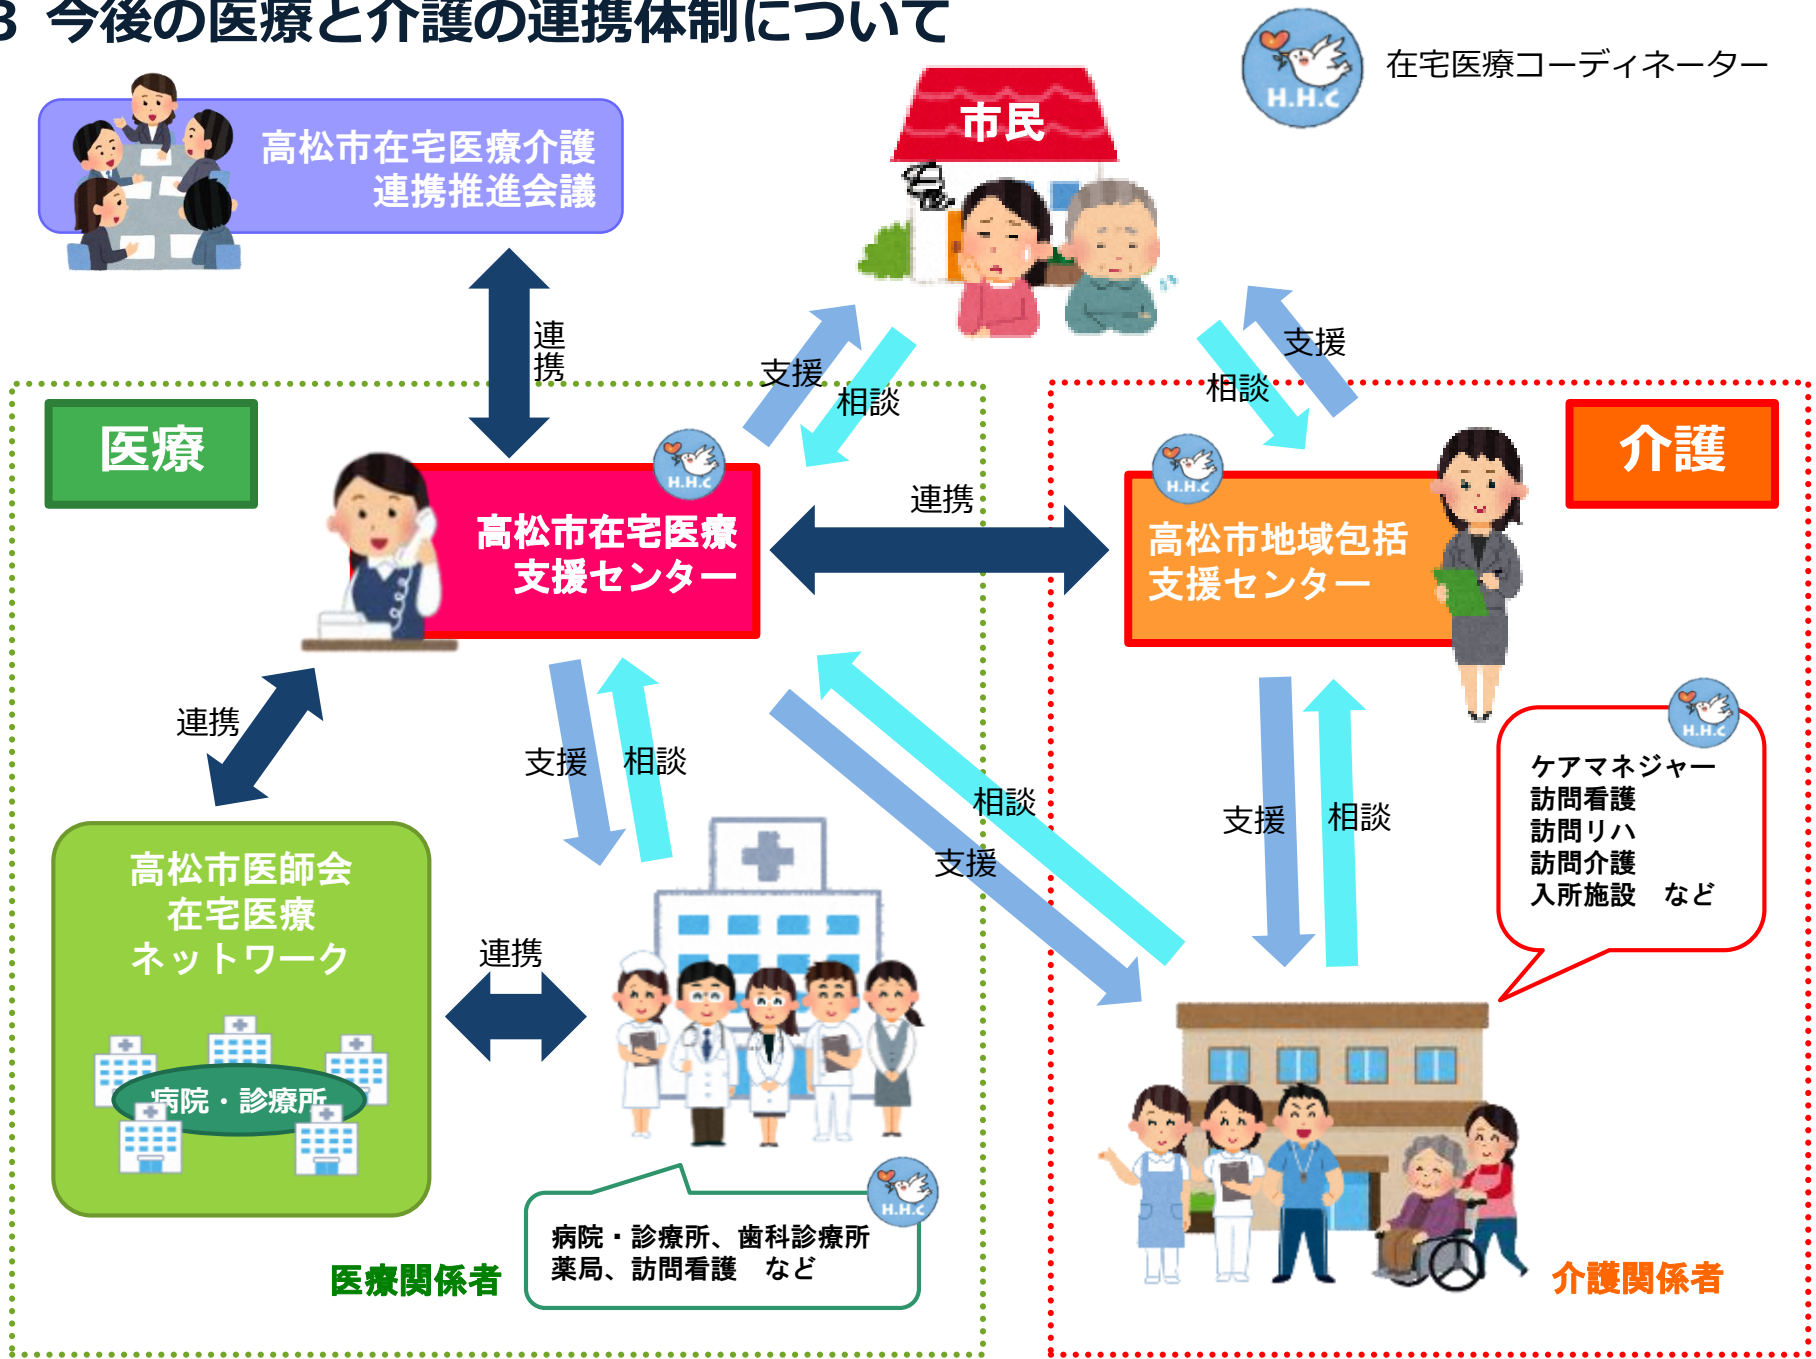 3 今後の医療と介護の連携体制について
H.H.C
在宅医療コーディネーター
高松市在宅医療介護
連携推進会議
市民
連携
支援
相談
相談
支援
医療
介護
H.H.C
高松市在宅医療
支援センター
連携
H.H.C
高松市地域包括
支援センター
連携
支援
相談
相談
支援
支援
相談
H.H.C
ケアマネジャー
訪問看護
訪問リハ
訪問介護
入所施設　など
高松市医師会
在宅医療
ネットワーク
病院・診療所
連携
H.H.C
病院・診療所、歯科診療所
薬局、訪問看護　など
医療関係者
介護関係者